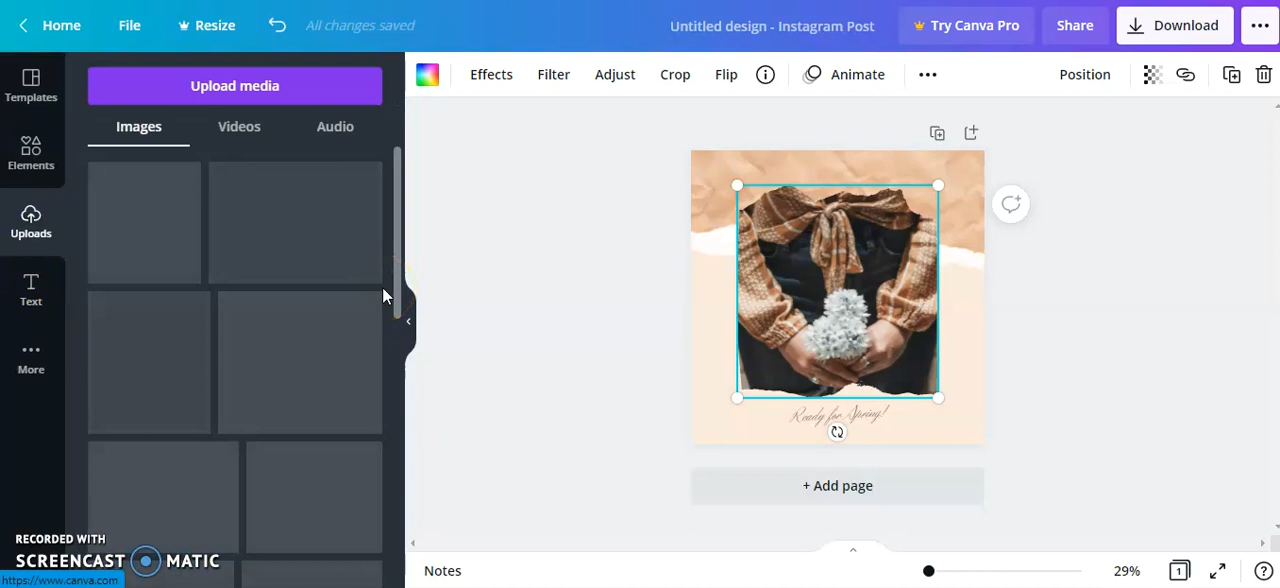 Home File Resize All changes saved Untitled design - Instagram Post Try Canva Pro Share Download
Templates
Elements
Uploads
Text
More
Upload media
Images Videos Audio
Effects Filter Adjust Crop Flip Animate Position
Ready for Spring!
+ Add page
RECORDED WITH
SCREENCAST MATIC
https://www.canva.com
Notes 29% 1